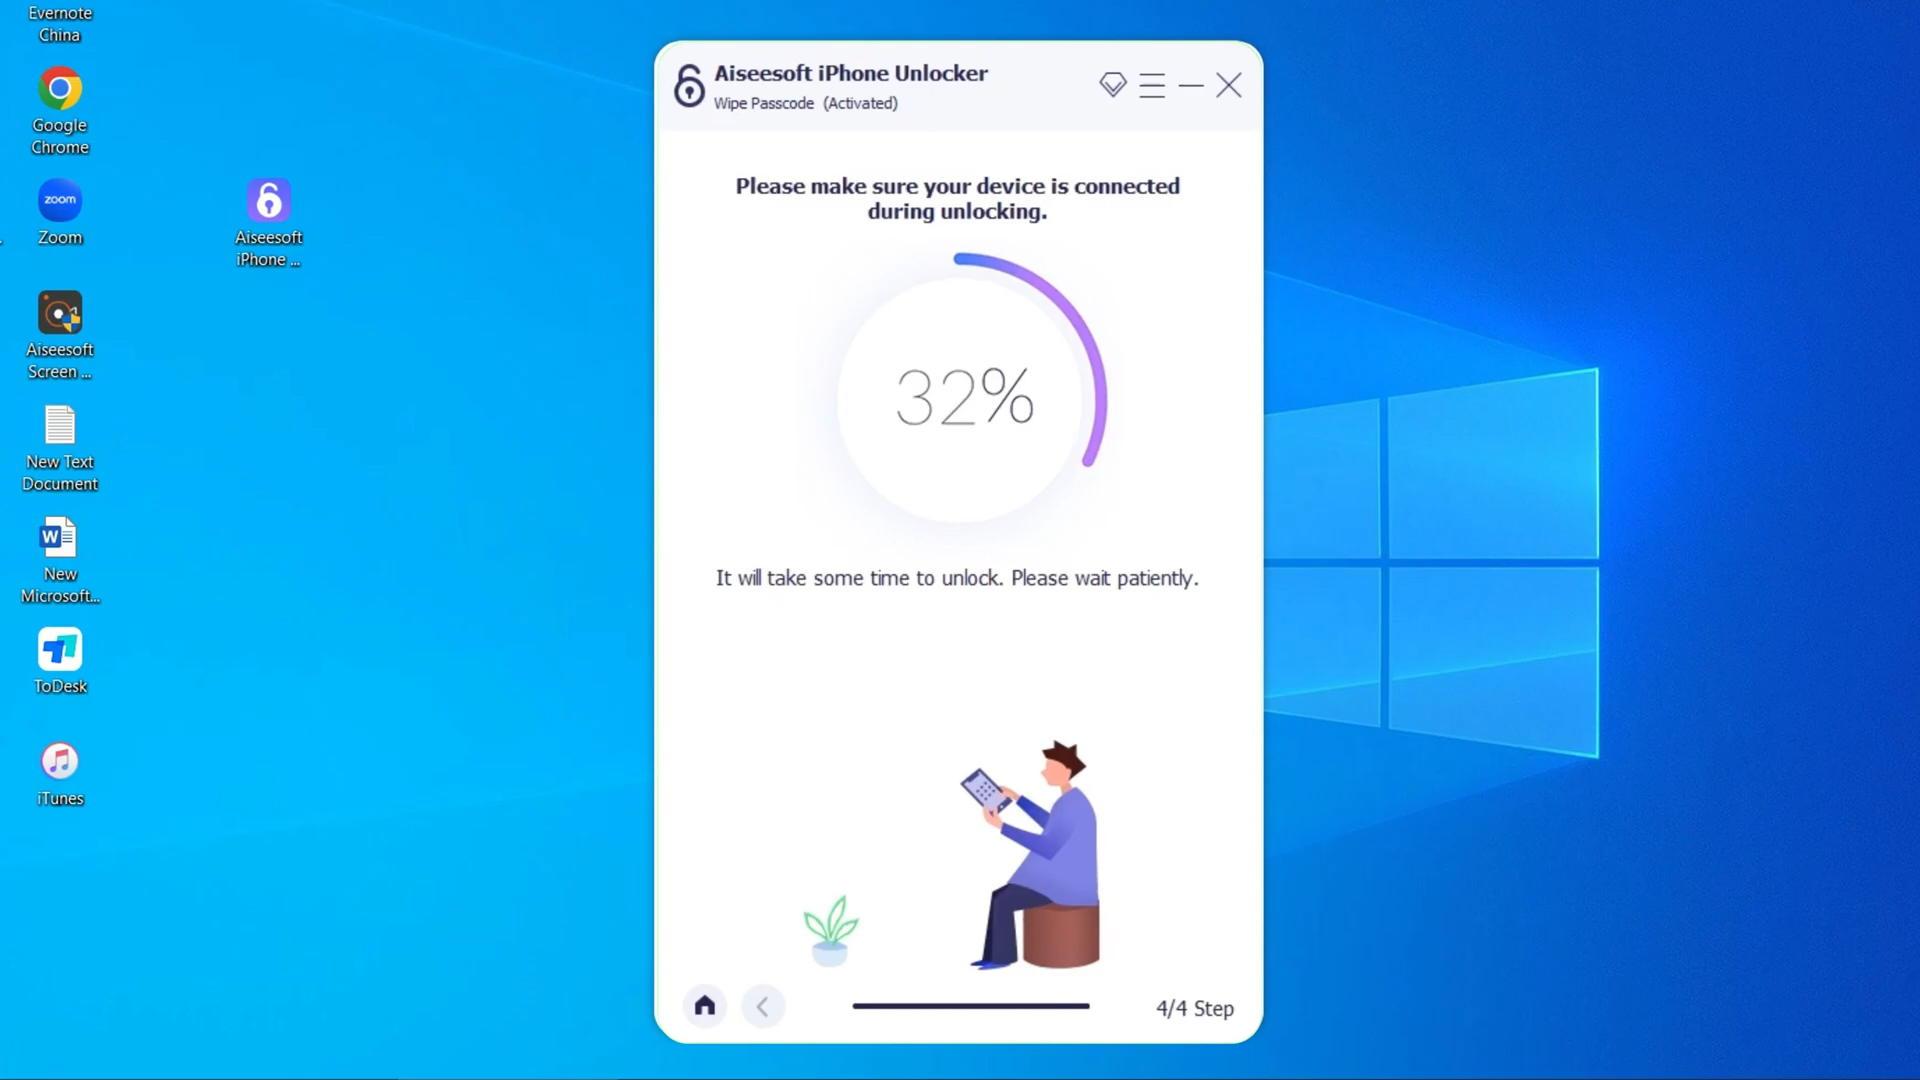 Evernote
China
Google
Chrome
zoom
Zoom
Aiseesoft
iPhone ...
Aiseesoft
Screen ...
New Text
Document
W
New
Microsoft...
ToDesk
iTunes
Aiseesoft iPhone Unlocker
Wipe Passcode (Activated)
Please make sure your device is connected
during unlocking.
32%
It will take some time to unlock. Please wait patiently.
4/4 Step